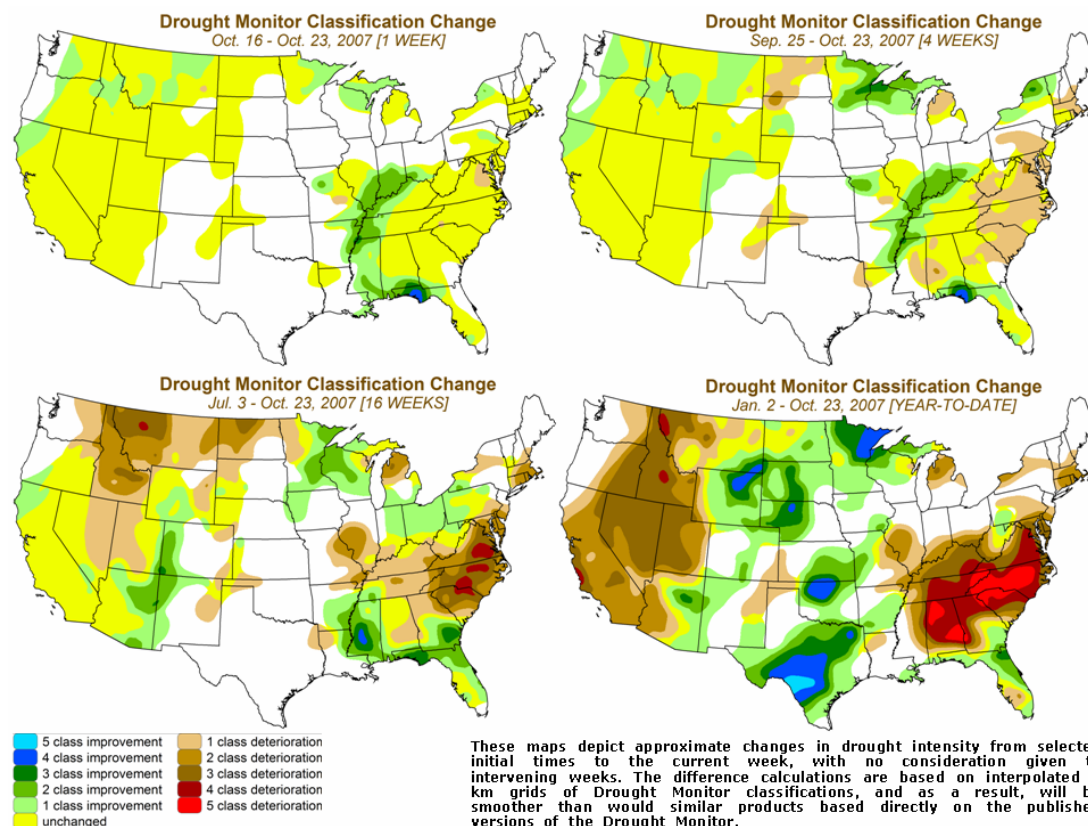 Drought Monitor Classification Change
Oct. 16 - Oct. 23, 2007 [1 WEEK]
Drought Monitor Classification Change
Sep. 25 - Oct. 23, 2007 [4 WEEKS]
Drought Monitor Classification Change
Jul. 3 - Oct. 23, 2007 [16 WEEKS]
Drought Monitor Classification Change
Jan. 2 - Oct. 23, 2007 [YEAR-TO-DATE]
5 class improvement
4 class improvement
3 class improvement
2 class improvement
1 class improvement
unchanged
1 class deterioration
2 class deterioration
3 class deterioration
4 class deterioration
5 class deterioration
These maps depict approximate changes in drought intensity from selecte
initial times to the current week, with no consideration given t
intervening weeks. The difference calculations are based on interpolated
km grids of Drought Monitor classifications, and as a result, will b
smoother than would similar products based directly on the publishe
versions of the Drought Monitor.